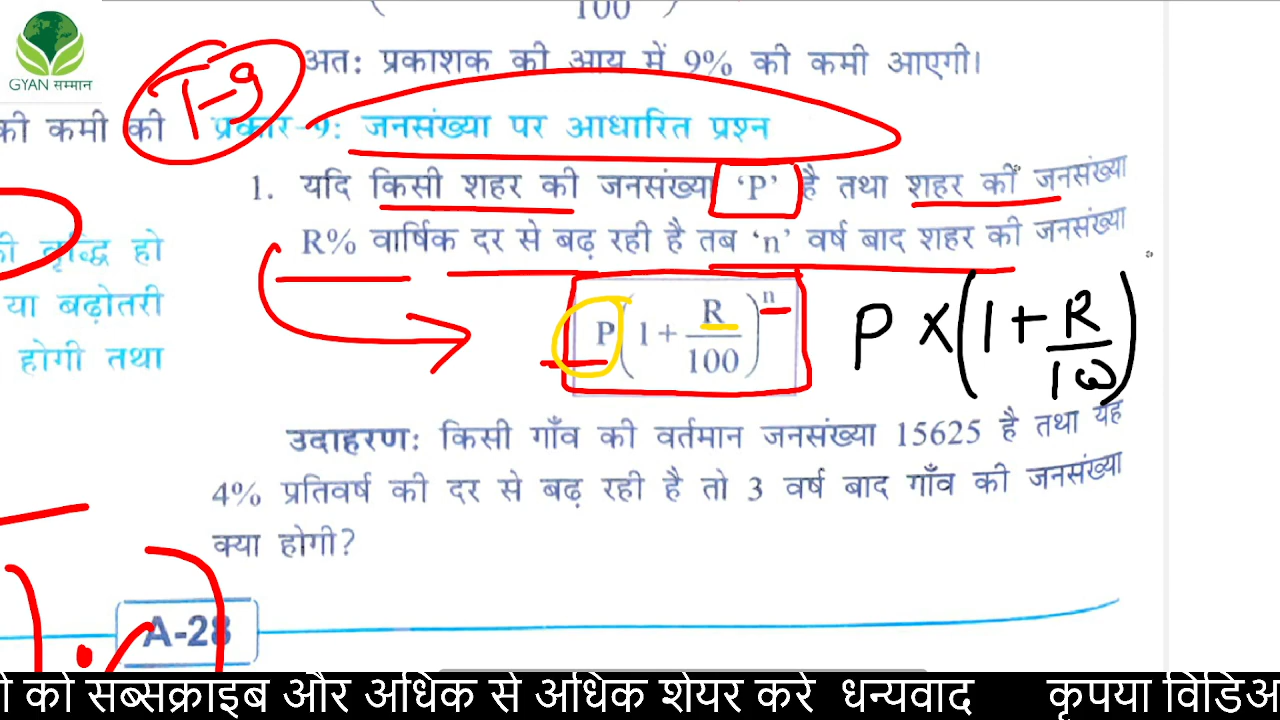 100
GYAN सम्मान
अतः प्रकाशक की आय में 9% की कमी आएगी।
T-9
की कमी की
प्रकार-9: जनसंख्या पर आधारित प्रश्न
1. यदि किसी शहर की जनसंख्या 'P' है तथा शहर की जनसंख्या
R% वार्षिक दर से बढ़ रही है तब 'n' वर्ष बाद शहर की जनसंख्या
की वृद्धि हो
या बढ़ोतरी
होगी तथा
P(1 + R/100)^n
P × (1 + R/100)
उदाहरण: किसी गाँव की वर्तमान जनसंख्या 15625 है तथा यह
4% प्रतिवर्ष की दर से बढ़ रही है तो 3 वर्ष बाद गाँव की जनसंख्या
क्या होगी?
A-28
को सब्सक्राइब और अधिक से अधिक शेयर करें धन्यवाद कृपया